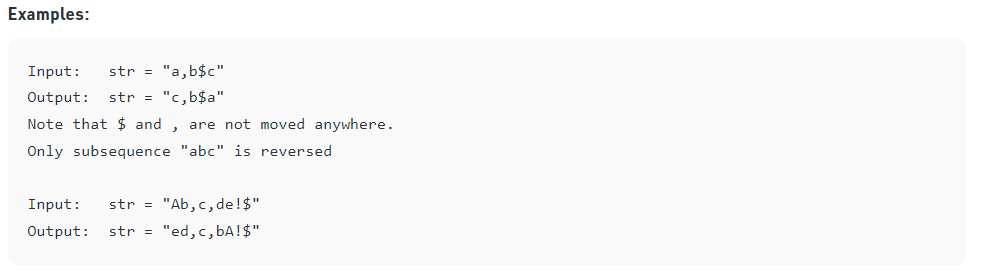 Examples:
Input:   str = "a,b$c"
Output:  str = "c,b$a"
Note that $ and , are not moved anywhere.
Only subsequence "abc" is reversed
Input:   str = "Ab,c,de!$"
Output:  str = "ed,c,bA!$"